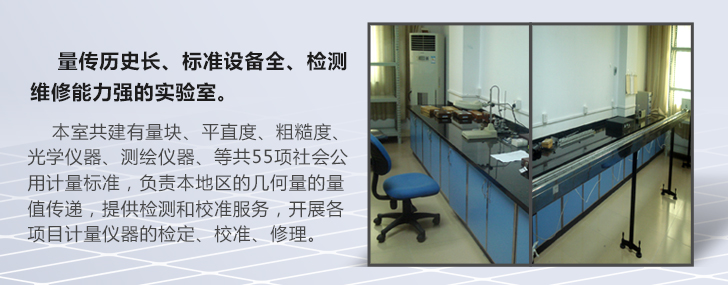 量传历史长、标准设备全、检测
维修能力强的实验室。
本室共建有量块、平直度、粗糙度、
光学仪器、测绘仪器、等共55项社会公
用计量标准，负责本地区的几何量的量
值传递，提供检测和校准服务，开展各
项目计量仪器的检定、校准、修理。